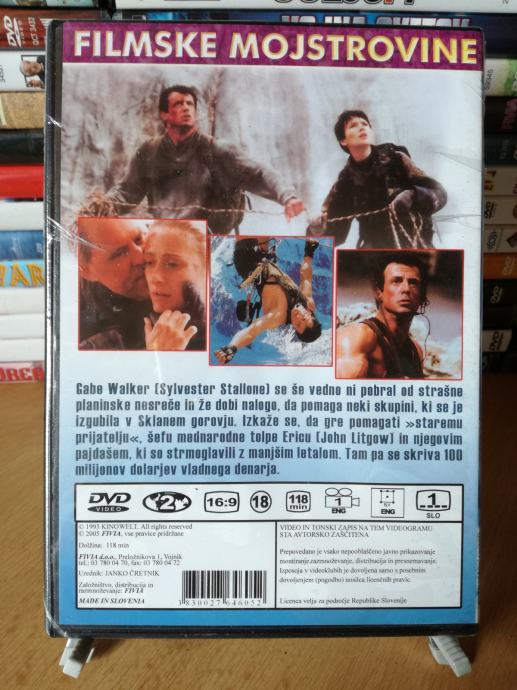 FILMSKE MOJSTROVINE
Gabe Walker (Sylvester Stallone) se še vedno ni pobral od strašne
planinske nesreče in že dobi nalogo, da pomaga neki skupini, ki se je
izgubila v Sklanem gorovju. Izkaže se, da gre pomagati »staremu
prijatelju«, šefu mednarodne tolpe Ericu (John Litgow) in njegovim
pajdašem, ki so strmoglavili z manjšim letalom. Tam pa se skriva 100
milijonov dolarjev vladnega denarja.
DVD VIDEO 2 16:9 18 118 min 1 ENG 5.1 ENG 1 SLO
© 1993 KINOWELT. All rights reserved
© 2005 FIVIA, vse pravice pridržane
Dolžina: 118 min
FIVIA d.o.o., Preložnikova 1, Vojnik
tel.: 03 780 04 70, fax: 03 780 04 72
Urednik: JANKO ČRETNIK
Založništvo, distribucija in
razmnoževanje: FIVIA
MADE IN SLOVENIA
3 830027 646052
VIDEO IN TONSKI ZAPIS NA TEM VIDEOGRAMU
STA AVTORSKO ZAŠČITENA
Prepovedano je vsako nepooblaščeno javno prikazovanje
montiranje,razmnoževanje, distribucija in presnemavanje.
Izposoja v videoklubih je dovoljena samo s posebnim
dovoljenjem (pogodbo) nosilca licenčnih pravic.
Licenca velja za področje Republike Slovenije